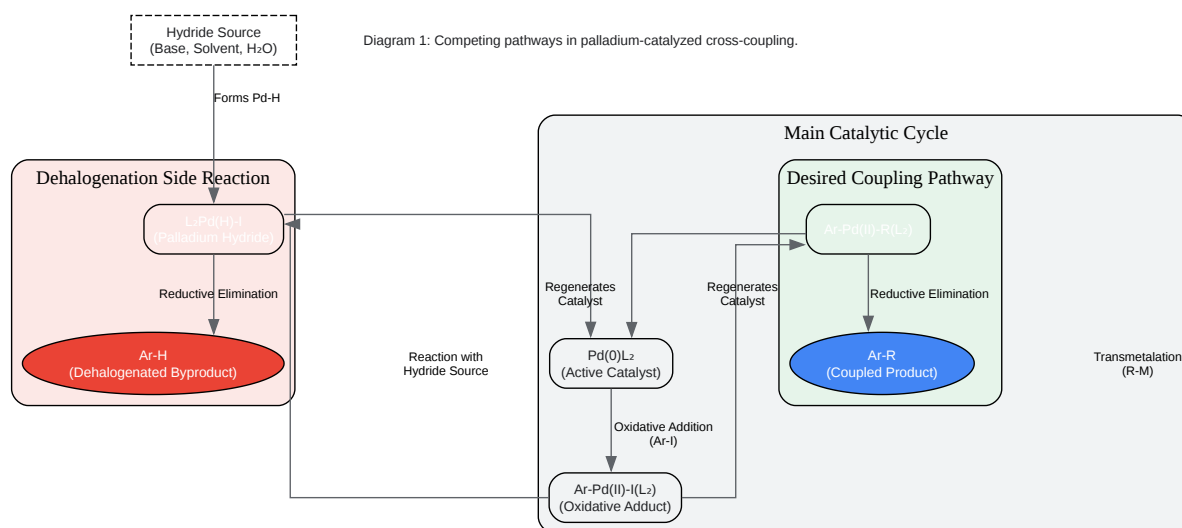 Hydride Source
(Base, Solvent, H₂O)
Diagram 1: Competing pathways in palladium-catalyzed cross-coupling.
Forms Pd-H
Main Catalytic Cycle
Dehalogenation Side Reaction
Desired Coupling Pathway
L₂Pd(H)-I
(Palladium Hydride)
Ar-Pd(II)-R(L₂)
Reductive Elimination
Regenerates
Catalyst
Regenerates
Catalyst
Reductive Elimination
Ar-H
(Dehalogenated Byproduct)
Reaction with
Hydride Source
Pd(0)L₂
(Active Catalyst)
Ar-R
(Coupled Product)
Transmetalation
(R-M)
Oxidative Addition
(Ar-I)
Ar-Pd(II)-I(L₂)
(Oxidative Adduct)